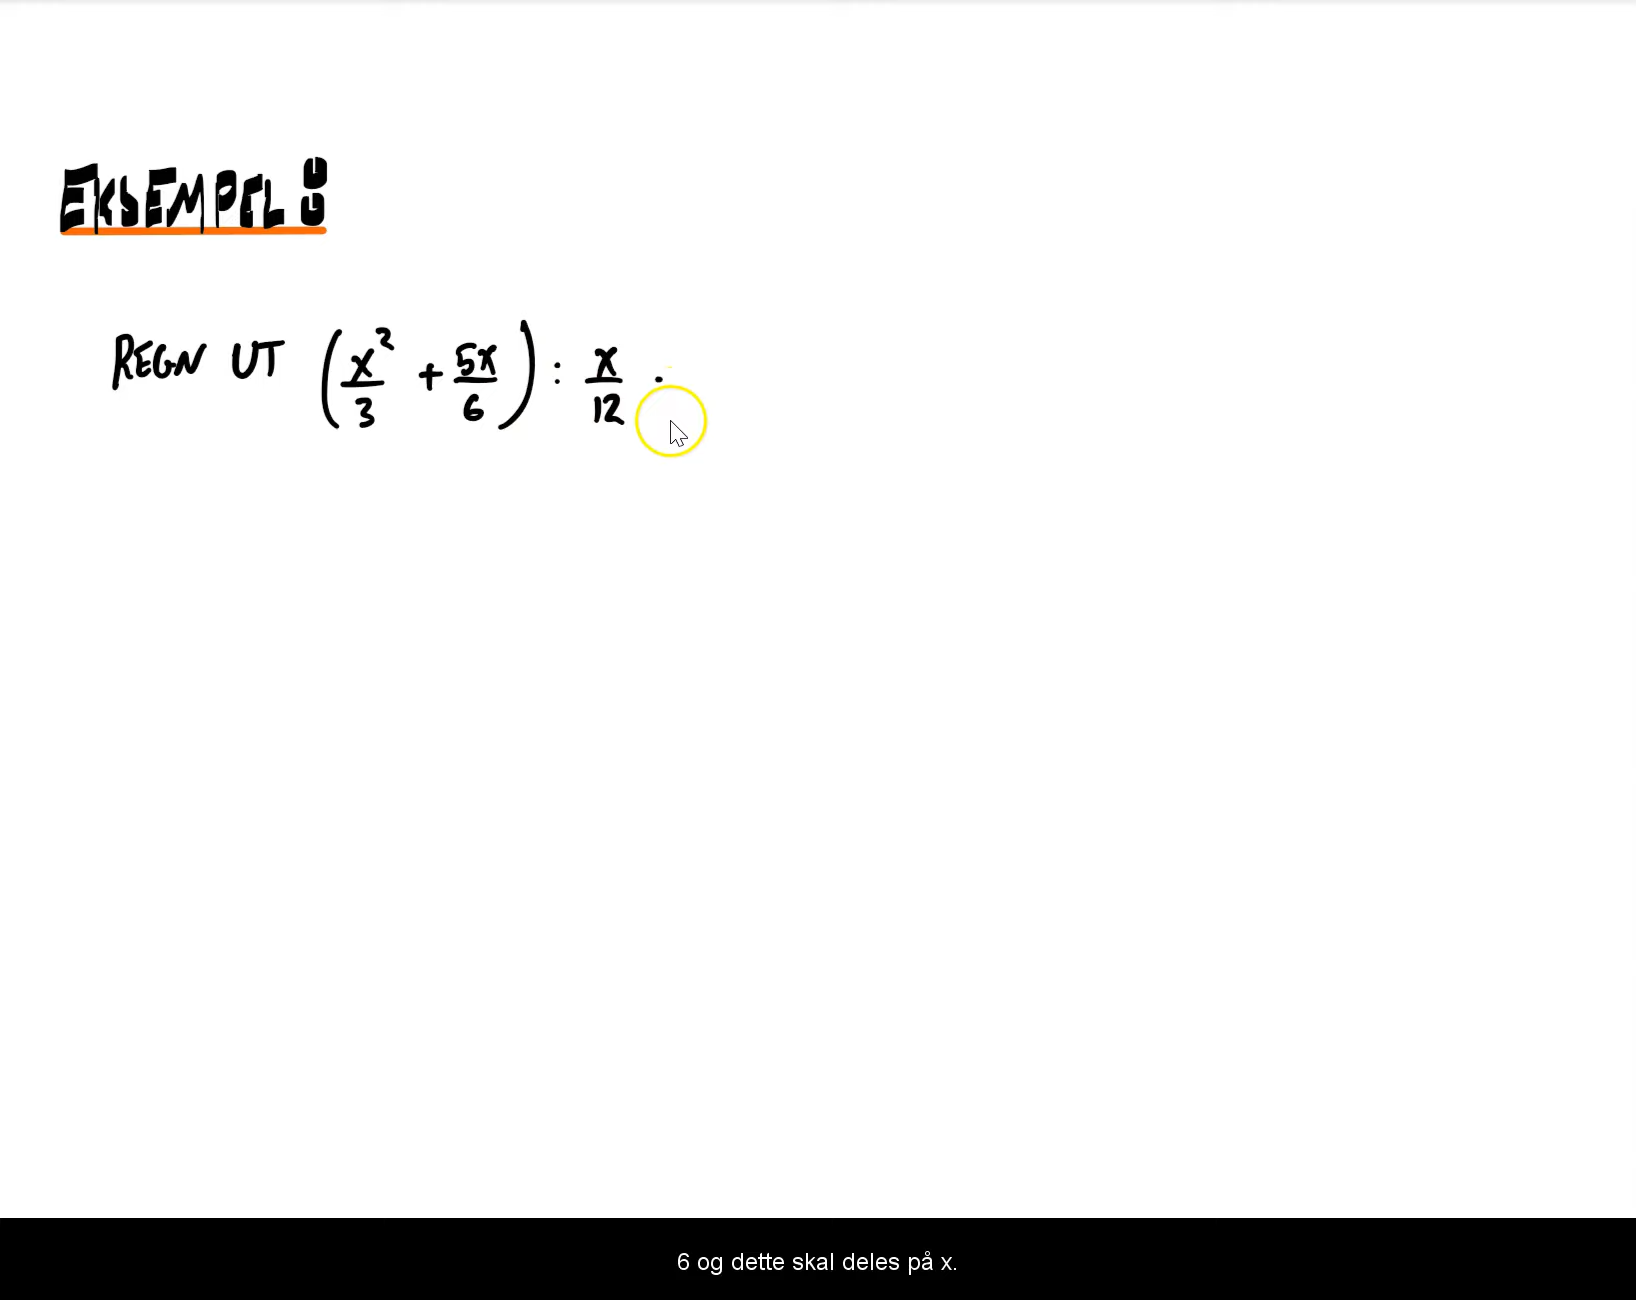 EKSEMPEL:
REGN UT (x²/3 + 5x/6) : x/12 .
6 og dette skal deles på x.